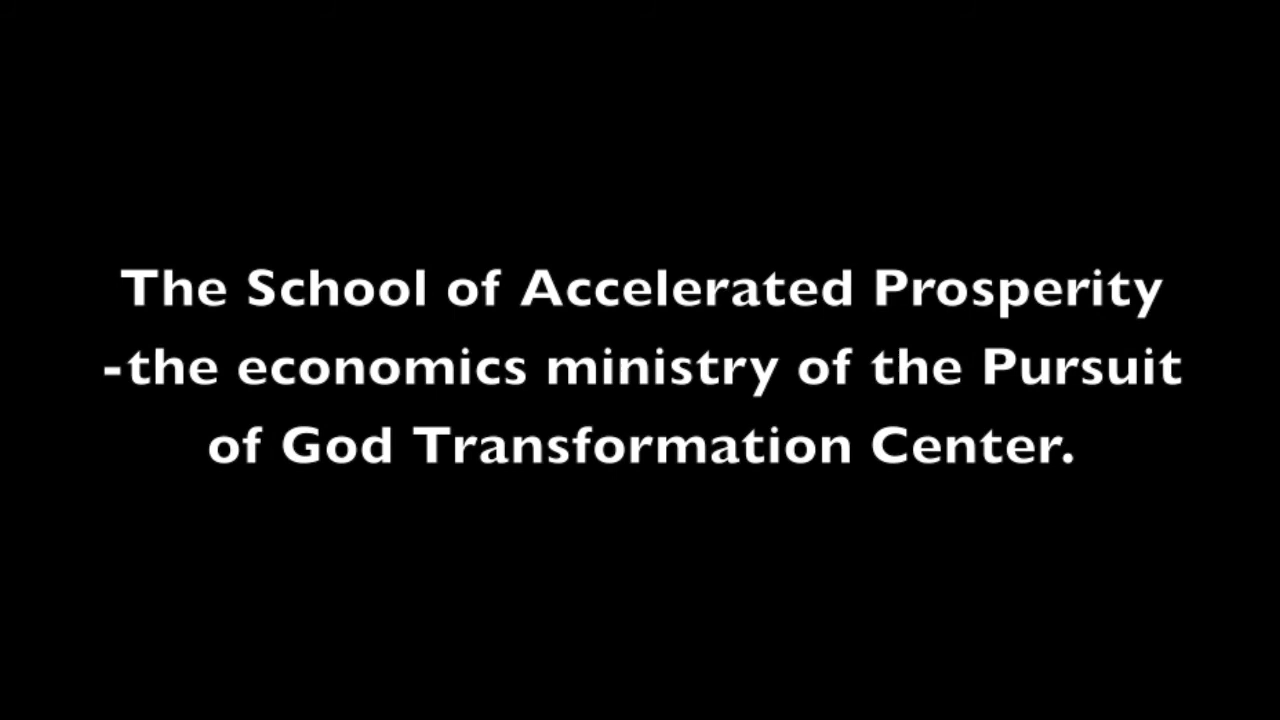 The School of Accelerated Prosperity
-the economics ministry of the Pursuit
of God Transformation Center.